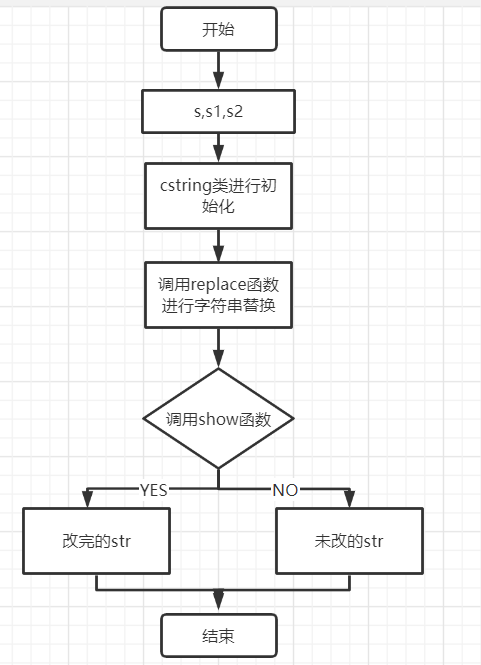 开始
s,s1,s2
cstring类进行初
始化
调用replace函数
进行字符串替换
调用show函数
YES
NO
改完的str
未改的str
结束